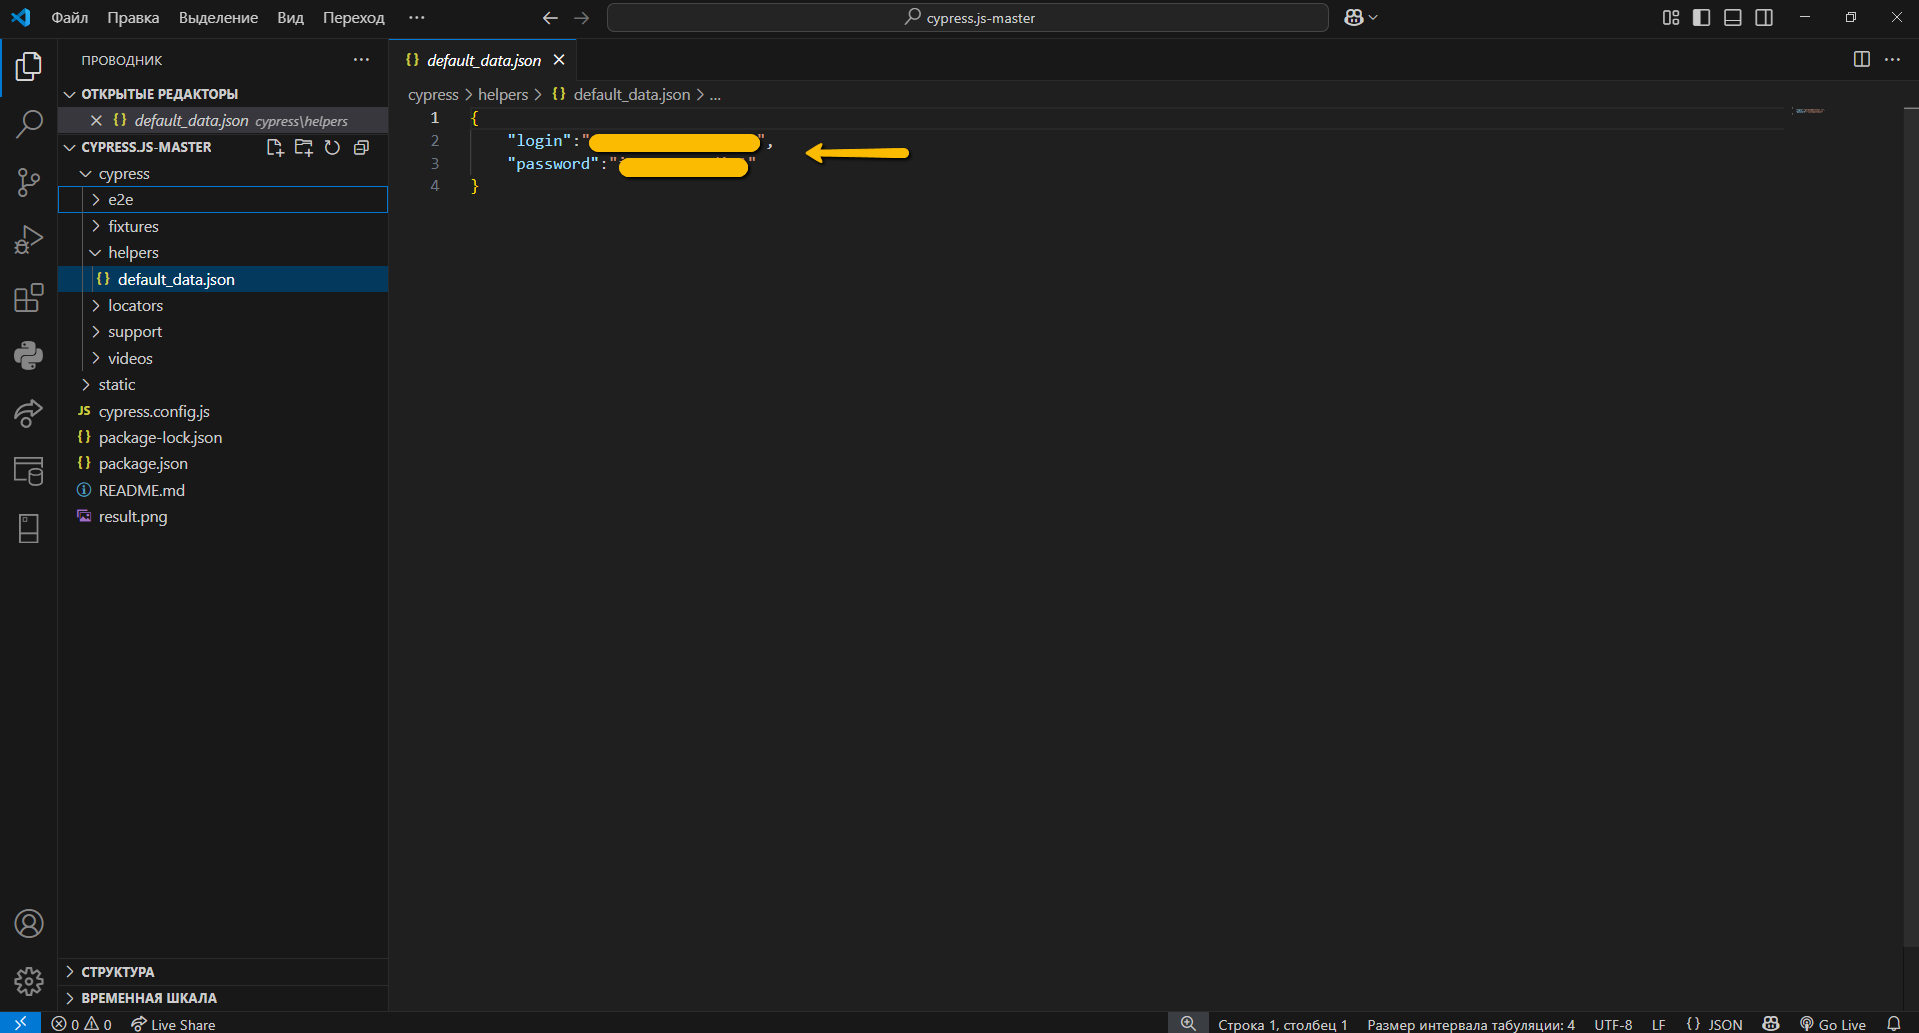 Файл Правка Выделение Вид Переход ···
cypress.js-master
ПРОВОДНИК
ОТКРЫТЫЕ РЕДАКТОРЫ
default_data.json cypress\helpers
CYPRESS.JS-MASTER
cypress
e2e
fixtures
helpers
default_data.json
locators
support
videos
static
cypress.config.js
package-lock.json
package.json
README.md
result.png
СТРУКТУРА
ВРЕМЕННАЯ ШКАЛА
default_data.json
cypress > helpers > {} default_data.json > ...
1 {
2 "login":"",
3 "password":""
4 }
0 0 Live Share
Строка 1, столбец 1 Размер интервала табуляции: 4 UTF-8 LF {} JSON Go Live